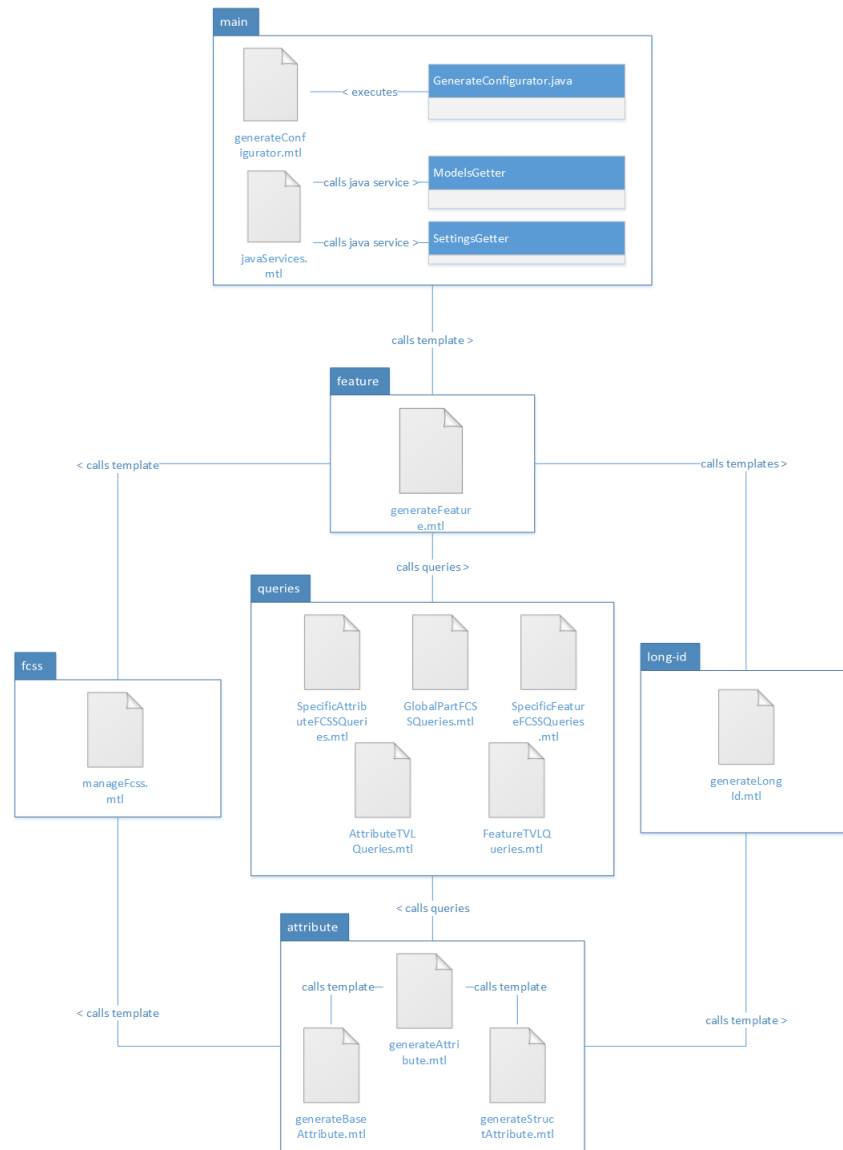 main
GenerateConfigurator.java
< executes
generateConf
igurator.mtl
ModelsGetter
calls java service >
SettingsGetter
calls java service >
javaServices.
mtl
calls template >
feature
generateFeatur
e.mtl
< calls template
calls templates >
calls queries >
queries
SpecificAttrib
uteFCSSQueri
es.mtl
GlobalPartFCS
SQueries.mtl
SpecificFeatur
eFCSSQueries
.mtl
AttributeTVL
Queries.mtl
FeatureTVLQ
ueries.mtl
fcss
manageFcss.
mtl
long-id
generateLong
Id.mtl
< calls queries
attribute
calls template
calls template
generateAttri
bute.mtl
generateBase
Attribute.mtl
generateStruc
tAttribute.mtl
< calls template
calls template >